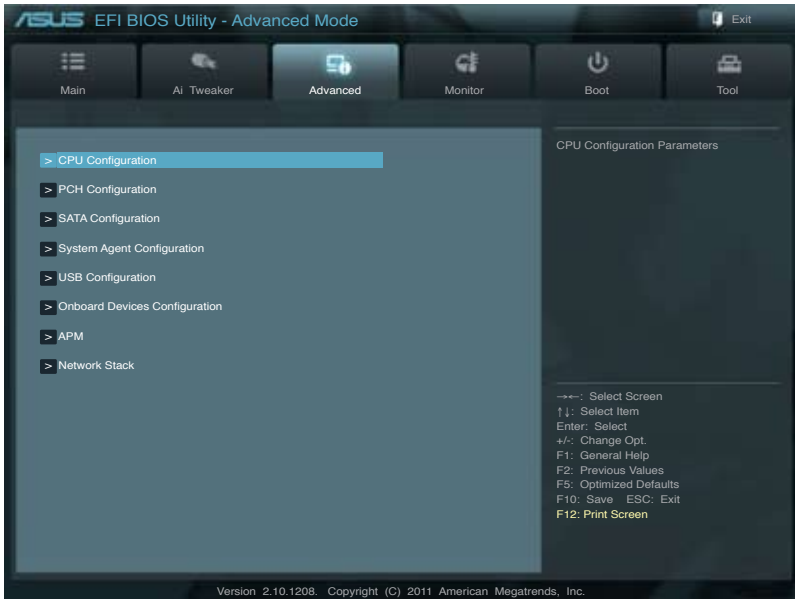 ASUS EFI BIOS Utility - Advanced Mode
Exit
Main
Ai Tweaker
Advanced
Monitor
Boot
Tool
> CPU Configuration
> PCH Configuration
> SATA Configuration
> System Agent Configuration
> USB Configuration
> Onboard Devices Configuration
> APM
> Network Stack
CPU Configuration Parameters
→←: Select Screen
↑↓: Select Item
Enter: Select
+/-: Change Opt.
F1: General Help
F2: Previous Values
F5: Optimized Defaults
F10: Save ESC: Exit
F12: Print Screen
Version 2.10.1208. Copyright (C) 2011 American Megatrends, Inc.